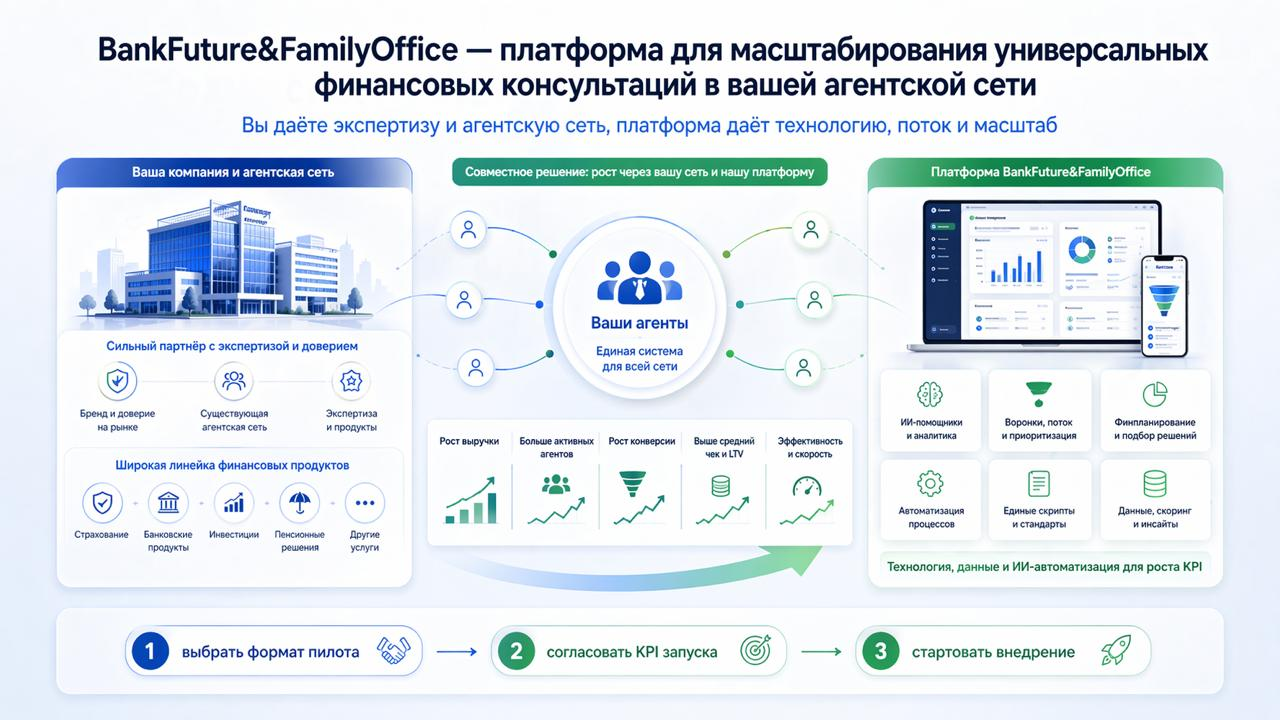 BankFuture&FamilyOffice — платформа для масштабирования универсальных
финансовых консультаций в вашей агентской сети
Вы даёте экспертизу и агентскую сеть, платформа даёт технологию, поток и масштаб
Ваша компания и агентская сеть
Сильный партнёр с экспертизой и доверием
Бренд и доверие
на рынке
Существующая
агентская сеть
Экспертиза
и продукты
Широкая линейка финансовых продуктов
Страхование
Банковские
продукты
Инвестиции
Пенсионные
решения
Другие
услуги
Совместное решение: рост через вашу сеть и нашу платформу
Ваши агенты
Единая система
для всей сети
Рост выручки
Больше активных
агентов
Рост конверсии
Выше средний
чек и LTV
Эффективность
и скорость
Платформа BankFuture&FamilyOffice
ИИ-помощники
и аналитика
Воронки, поток
и приоритизация
Финпланирование
и подбор решений
Автоматизация
процессов
Единые скрипты
и стандарты
Данные, скоринг
и инсайты
Технология, данные и ИИ-автоматизация для роста KPI
1 выбрать формат пилота
2 согласовать KPI запуска
3 стартовать внедрение